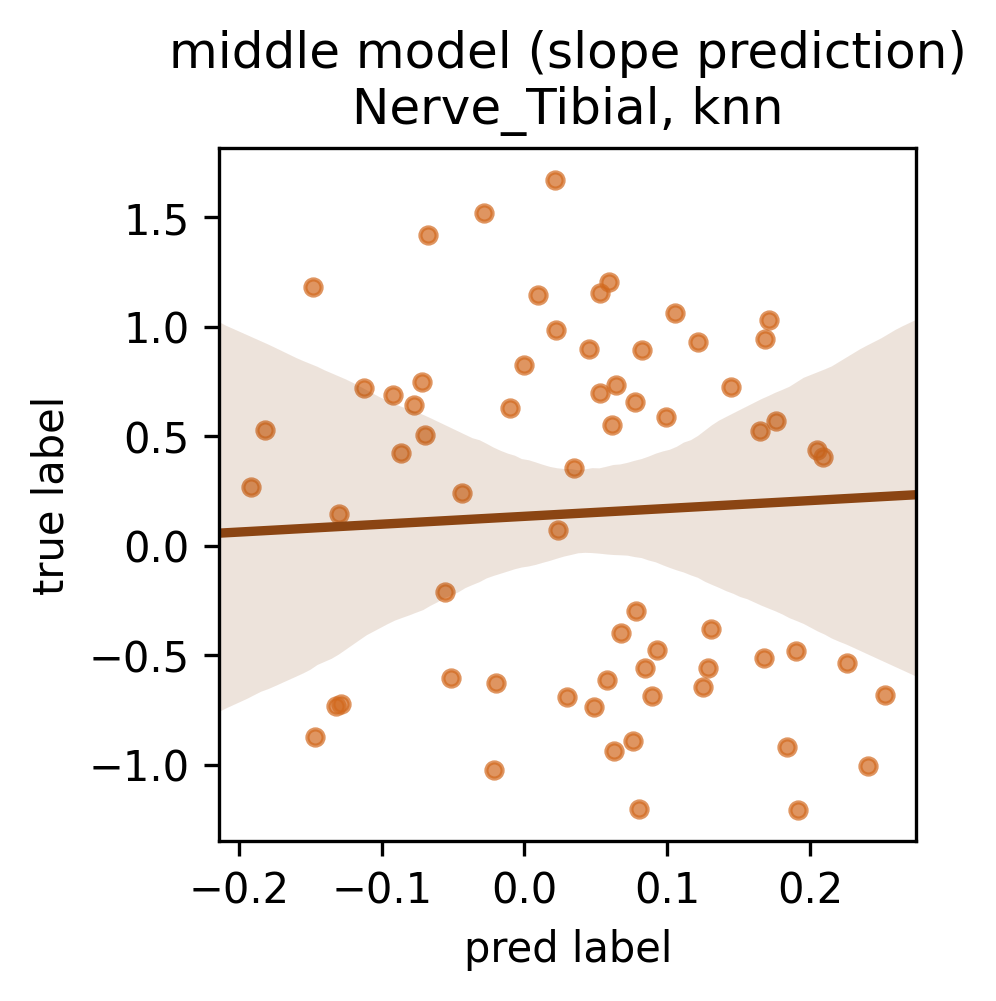 middle model (slope prediction)
Nerve_Tibial, knn
1.5
1.0
0.5
0.0
−0.5
−1.0
true label
−0.2
−0.1
0.0
0.1
0.2
pred label